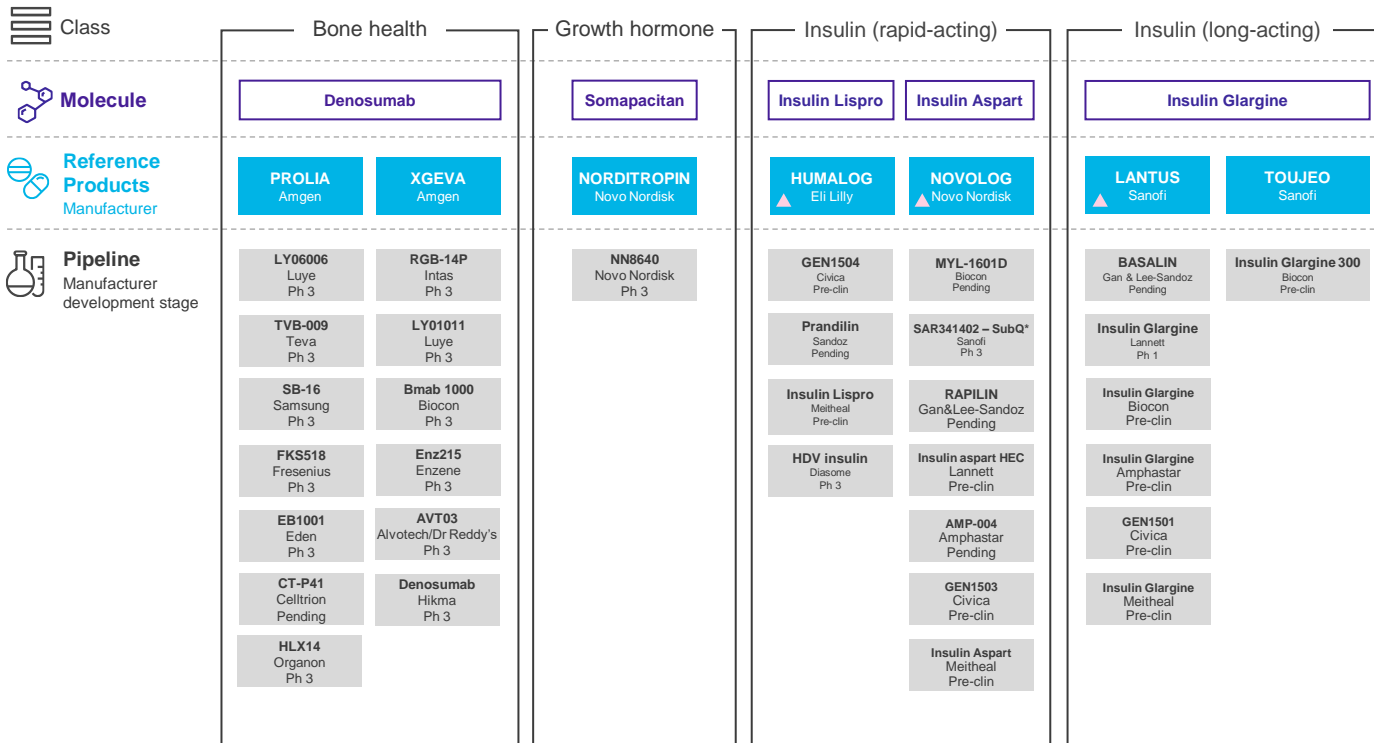 Class
Bone health
Growth hormone
Insulin (rapid-acting)
Insulin (long-acting)
Molecule
Denosumab
Somapacitan
Insulin Lispro
Insulin Aspart
Insulin Glargine
Reference
Products
Manufacturer
PROLIA
Amgen
XGEVA
Amgen
NORDITROPIN
Novo Nordisk
HUMALOG
Eli Lilly
NOVOLOG
Novo Nordisk
LANTUS
Sanofi
TOUJEO
Sanofi
Pipeline
Manufacturer
development stage
LY06006
Luye
Ph 3
TVB-009
Teva
Ph 3
SB-16
Samsung
Ph 3
FKS518
Fresenius
Ph 3
EB1001
Eden
Ph 3
CT-P41
Celltrion
Pending
HLX14
Organon
Ph 3
RGB-14P
Intas
Ph 3
LY01011
Luye
Ph 3
Bmab 1000
Biocon
Ph 3
Enz215
Enzene
Ph 3
AVT03
Alvotech/Dr Reddy's
Ph 3
Denosumab
Hikma
Ph 3
NN8640
Novo Nordisk
Ph 3
GEN1504
Civica
Pre-clin
Prandilin
Sandoz
Pending
Insulin Lispro
Meitheal
Pre-clin
HDV insulin
Diasome
Ph 3
MYL-1601D
Biocon
Pending
SAR341402 – SubQ*
Sanofi
Ph 3
RAPILIN
Gan&Lee-Sandoz
Pending
Insulin aspart HEC
Lannett
Pre-clin
AMP-004
Amphastar
Pending
GEN1503
Civica
Pre-clin
Insulin Aspart
Meitheal
Pre-clin
BASALIN
Gan & Lee-Sandoz
Pending
Insulin Glargine
Lannett
Ph 1
Insulin Glargine
Biocon
Pre-clin
Insulin Glargine
Amphastar
Pre-clin
GEN1501
Civica
Pre-clin
Insulin Glargine
Meitheal
Pre-clin
Insulin Glargine 300
Biocon
Pre-clin